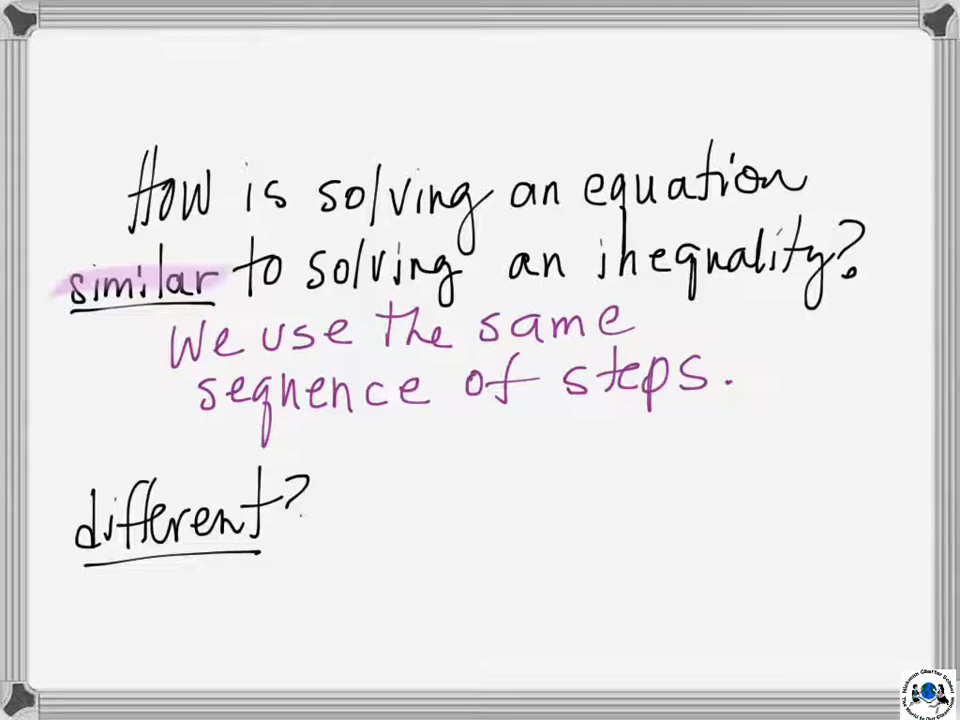 How is solving an equation
similar to solving an inequality?
We use the same
sequence of steps.
different?